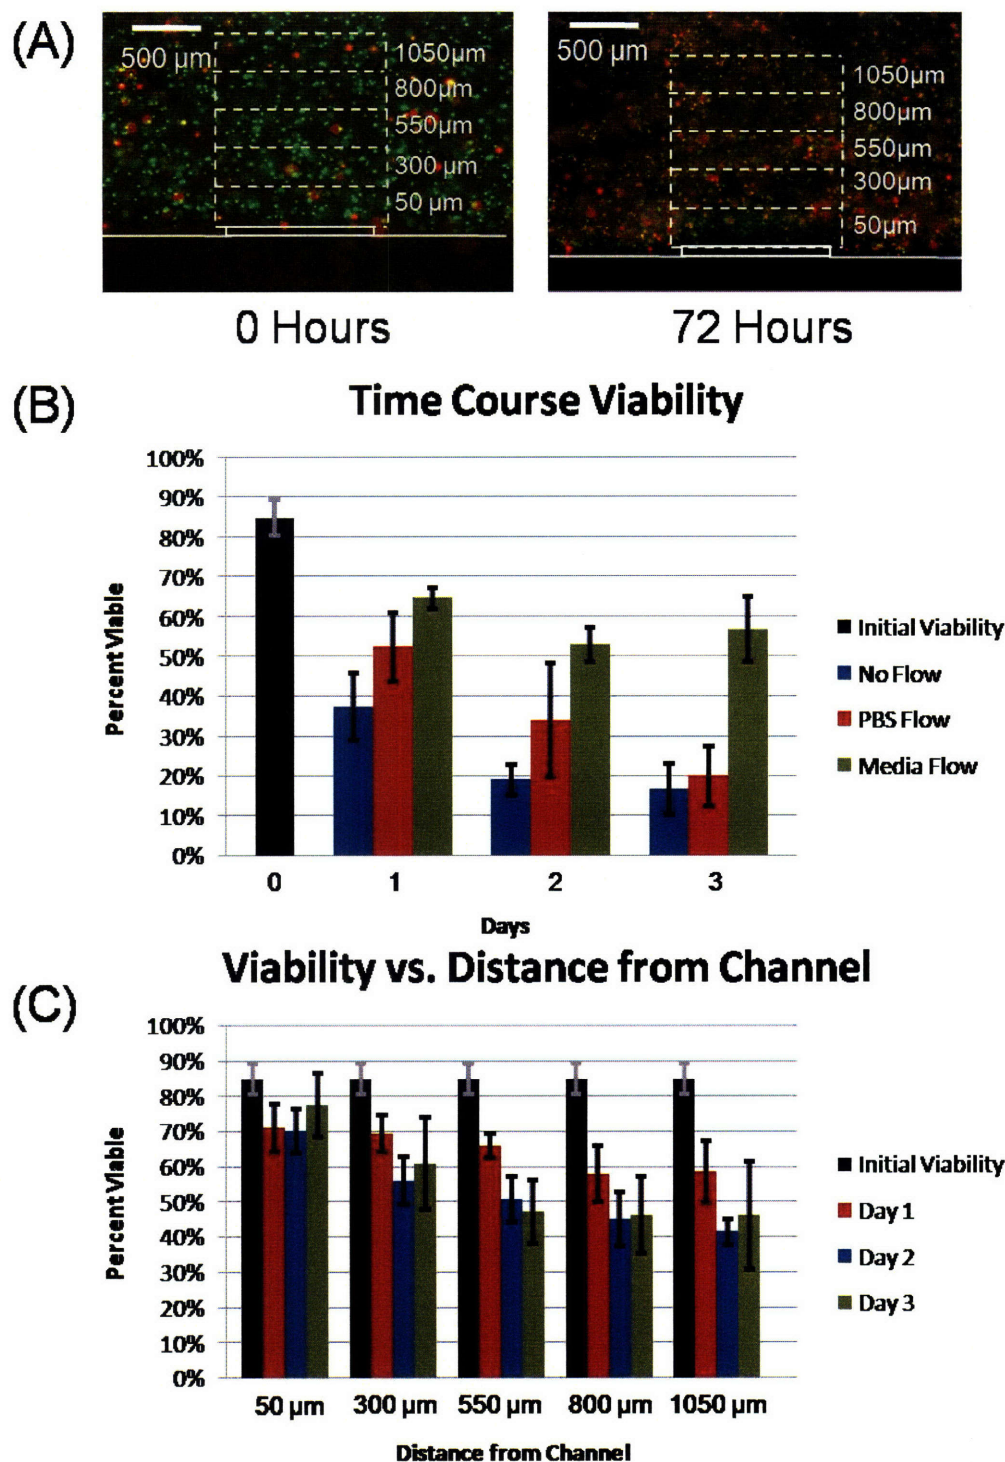 (A)
500 µm
1050µm
800µm
550µm
300 µm
50 µm
0 Hours
500 µm
1050µm
800µm
550µm
300µm
50µm
72 Hours
(B)
Time Course Viability
Percent Viable
100%
90%
80%
70%
60%
50%
40%
30%
20%
10%
0%
0 1 2 3
Days
Initial Viability
No Flow
PBS Flow
Media Flow
(C)
Viability vs. Distance from Channel
Percent Viable
100%
90%
80%
70%
60%
50%
40%
30%
20%
10%
0%
50 µm 300 µm 550 µm 800 µm 1050 µm
Distance from Channel
Initial Viability
Day 1
Day 2
Day 3